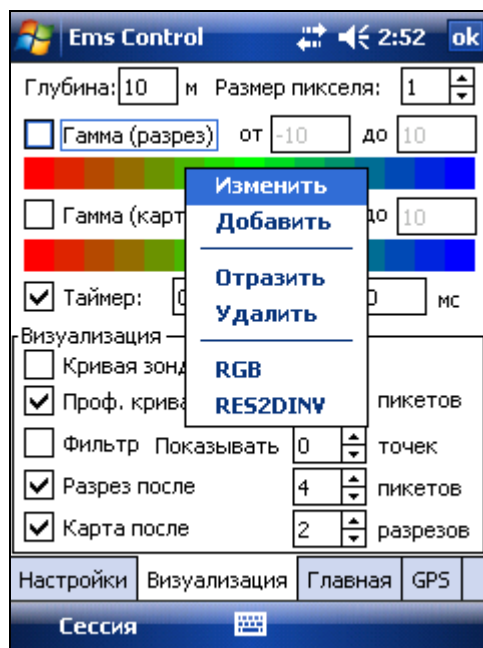 Ems Control 2:52 ok
Глубина: 10 м Размер пикселя: 1
Гамма (разрез) от -10 до 10
Гамма (карт до 10
Таймер: мс
Изменить
Добавить
Отразить
Удалить
RGB
RES2DINV
Визуализация
Кривая зонд
Проф. крива пикетов
Фильтр Показывать 0 точек
Разрез после 4 пикетов
Карта после 2 разрезов
Настройки Визуализация Главная GPS
Сессия